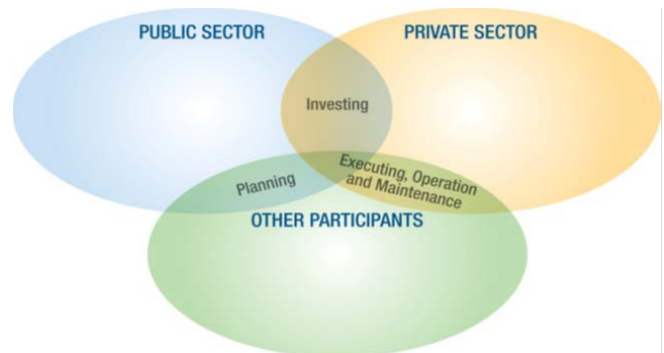 PUBLIC SECTOR
PRIVATE SECTOR
Investing
Planning
Executing, Operation
and Maintenance
OTHER PARTICIPANTS